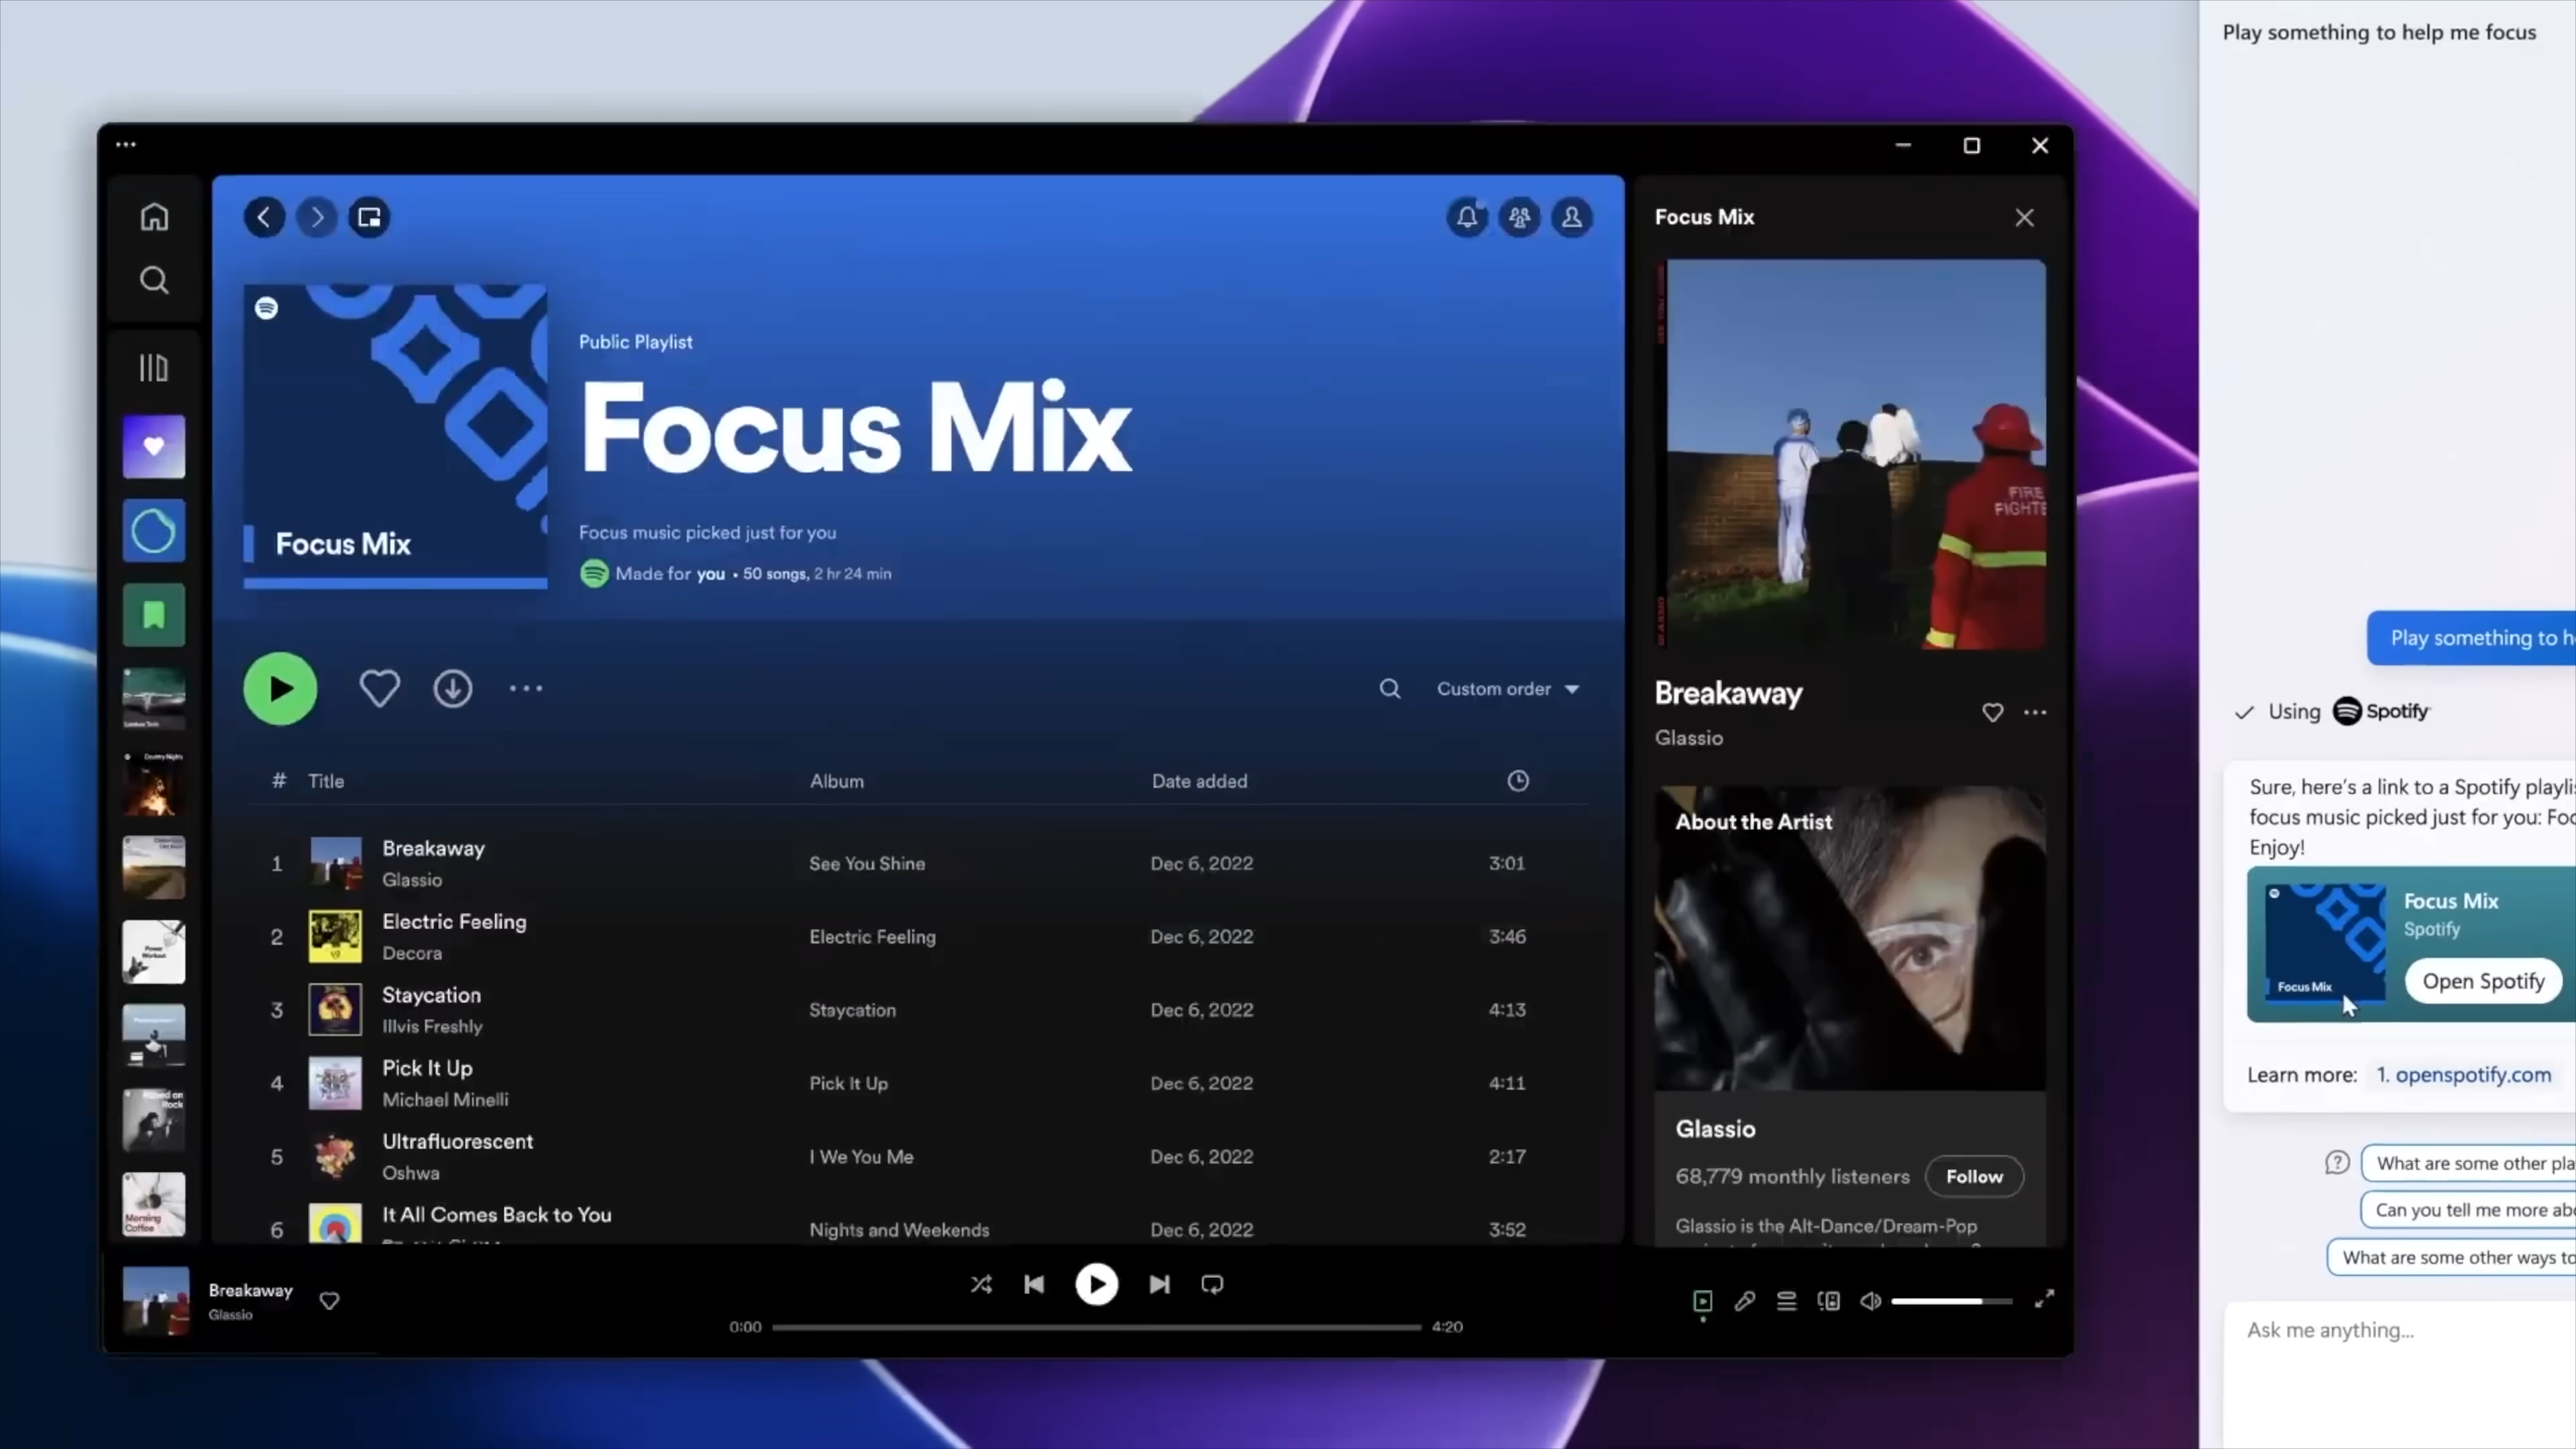 Play something to help me focus
Focus Mix
Public Playlist
Focus Mix
Focus Mix
Focus music picked just for you
Made for you • 50 songs, 2 hr 24 min
FIRE
Custom order
Breakaway
Glassio
# Title Album Date added
1 Breakaway See You Shine Dec 6, 2022 3:01
Glassio
2 Electric Feeling Electric Feeling Dec 6, 2022 3:46
Decora
3 Staycation Staycation Dec 6, 2022 4:13
Illvis Freshly
4 Pick It Up Pick It Up Dec 6, 2022 4:11
Michael Minelli
5 Ultrafluorescent I We You Me Dec 6, 2022 2:17
Oshwa
6 It All Comes Back to You Nights and Weekends Dec 6, 2022 3:52
About the Artist
Glassio
68,779 monthly listeners Follow
Glassio is the Alt-Dance/Dream-Pop
Morning
Coffee
Breakaway
Glassio
0:00 4:20
Play something to
Using Spotify
Sure, here's a link to a Spotify
focus music picked just for you:
Enjoy!
Focus Mix
Focus Mix
Spotify
Open Spotify
Learn more: 1. openspotify.com
What are some other
Can you tell me more
What are some other ways to
Ask me anything...